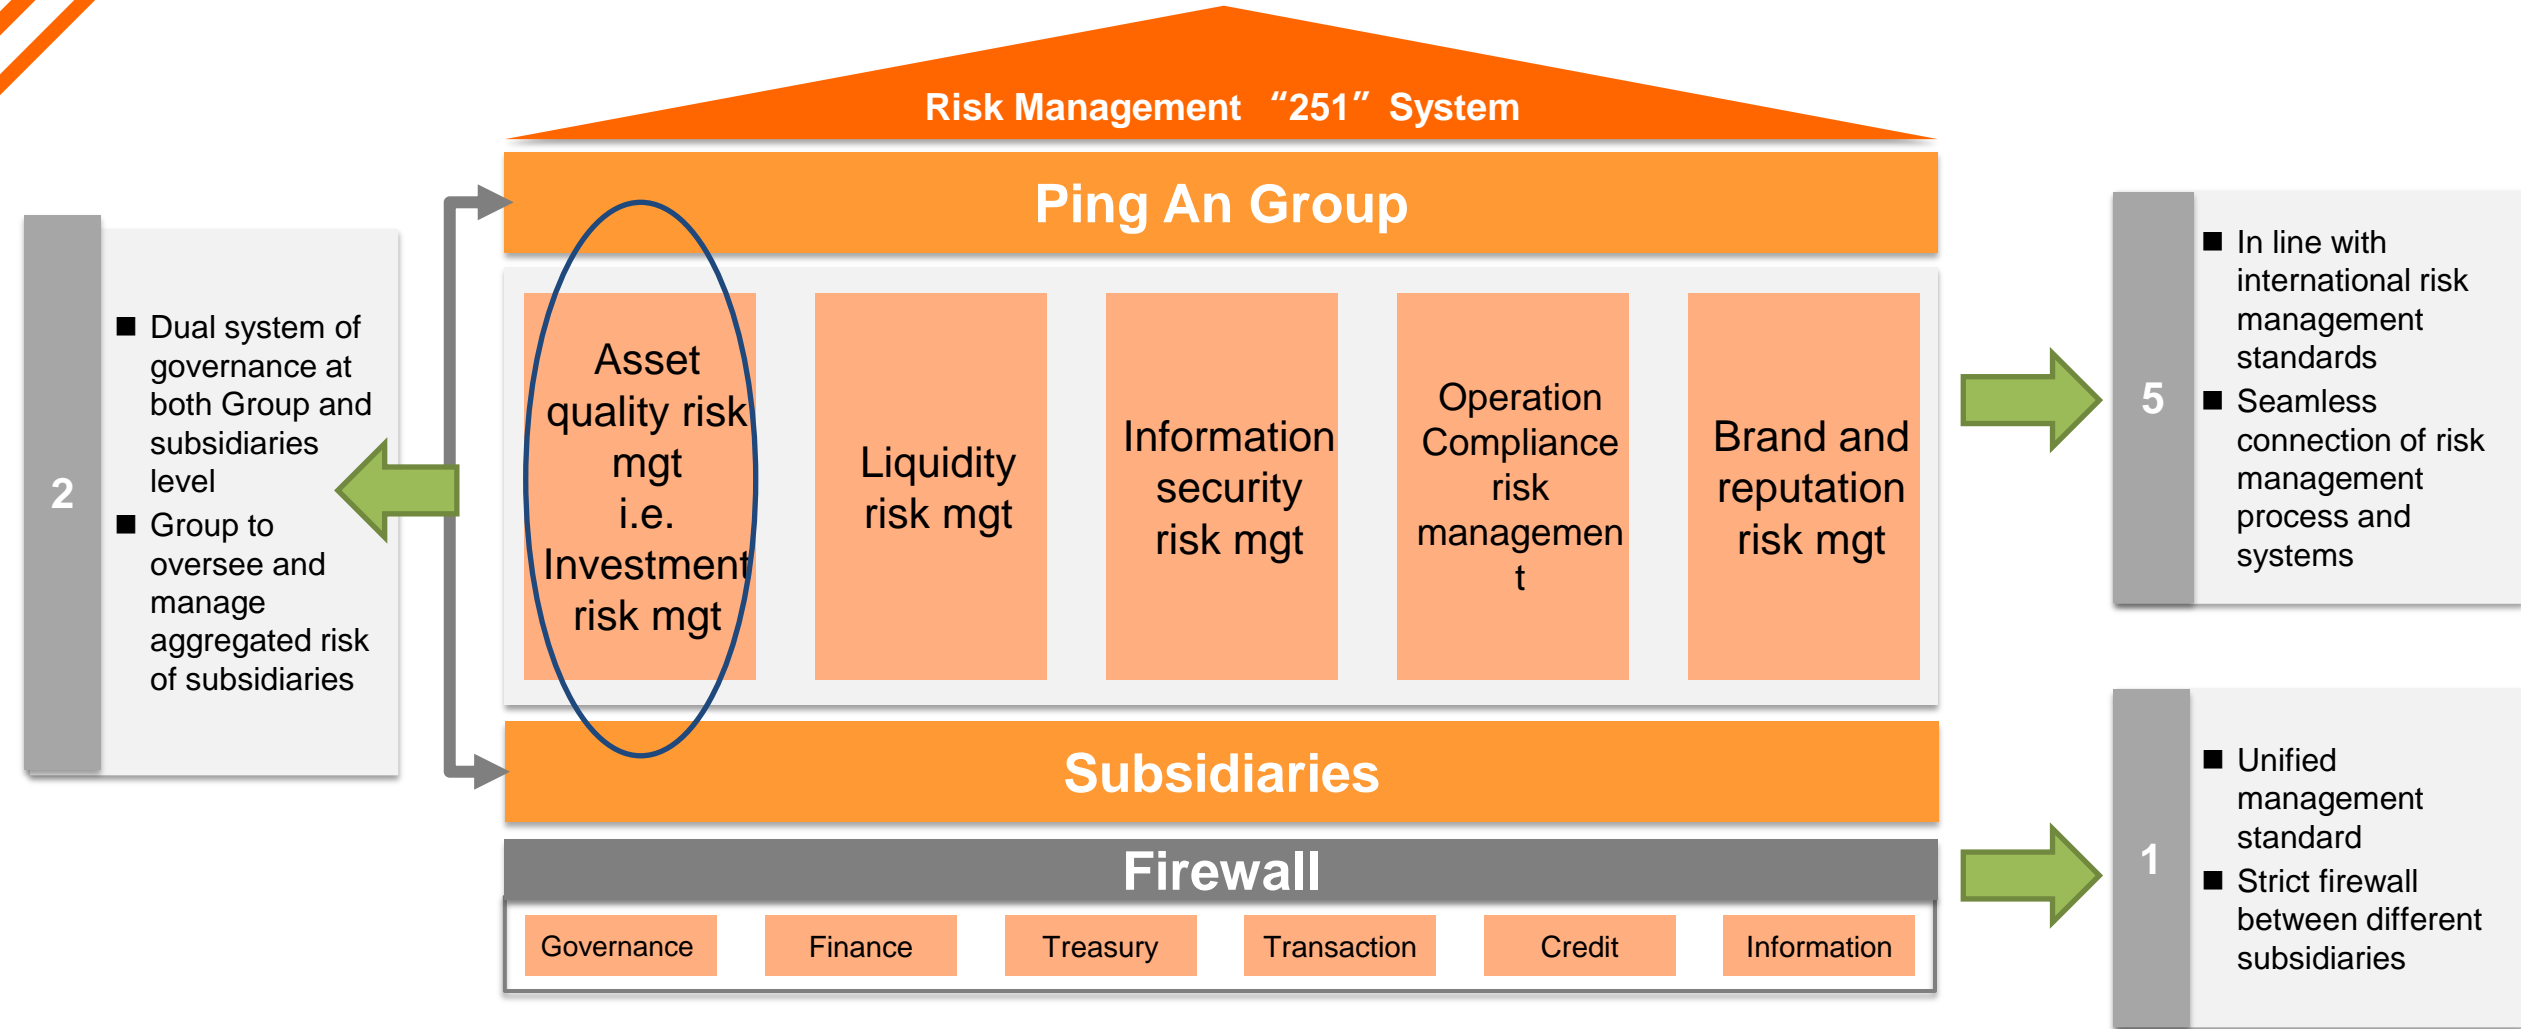 Risk Management “251” System
Ping An Group
2
■ Dual system of
governance at
both Group and
subsidiaries
level
■ Group to
oversee and
manage
aggregated risk
of subsidiaries
Asset
quality risk
mgt
i.e.
Investment
risk mgt
Liquidity
risk mgt
Information
security
risk mgt
Operation
Compliance
risk
managemen
t
Brand and
reputation
risk mgt
5
■ In line with
international risk
management
standards
■ Seamless
connection of risk
management
process and
systems
Subsidiaries
Firewall
Governance
Finance
Treasury
Transaction
Credit
Information
1
■ Unified
management
standard
■ Strict firewall
between different
subsidiaries